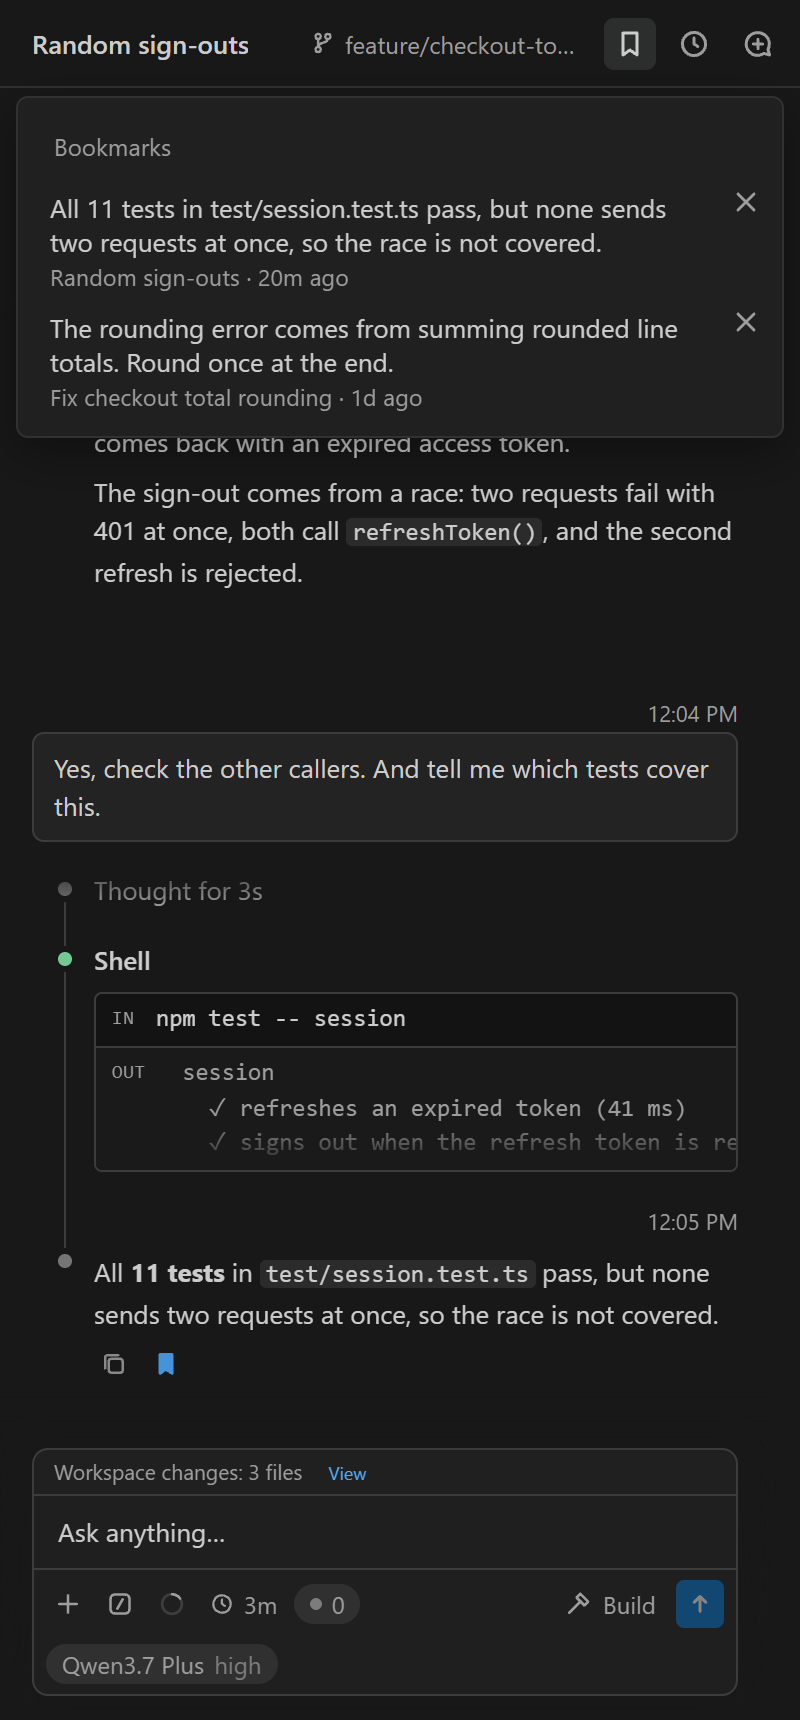 Random sign-outs
feature/checkout-to...
Bookmarks
All 11 tests in test/session.test.ts pass, but none sends
two requests at once, so the race is not covered.
Random sign-outs · 20m ago
The rounding error comes from summing rounded line
totals. Round once at the end.
Fix checkout total rounding · 1d ago
comes back with an expired access token.
The sign-out comes from a race: two requests fail with
401 at once, both call refreshToken(), and the second
refresh is rejected.
12:04 PM
Yes, check the other callers. And tell me which tests cover
this.
Thought for 3s
Shell
IN npm test -- session
OUT session
✓ refreshes an expired token (41 ms)
✓ signs out when the refresh token is re
12:05 PM
All 11 tests in test/session.test.ts pass, but none
sends two requests at once, so the race is not covered.
Workspace changes: 3 files View
Ask anything...
3m 0 Build
Qwen3.7 Plus high